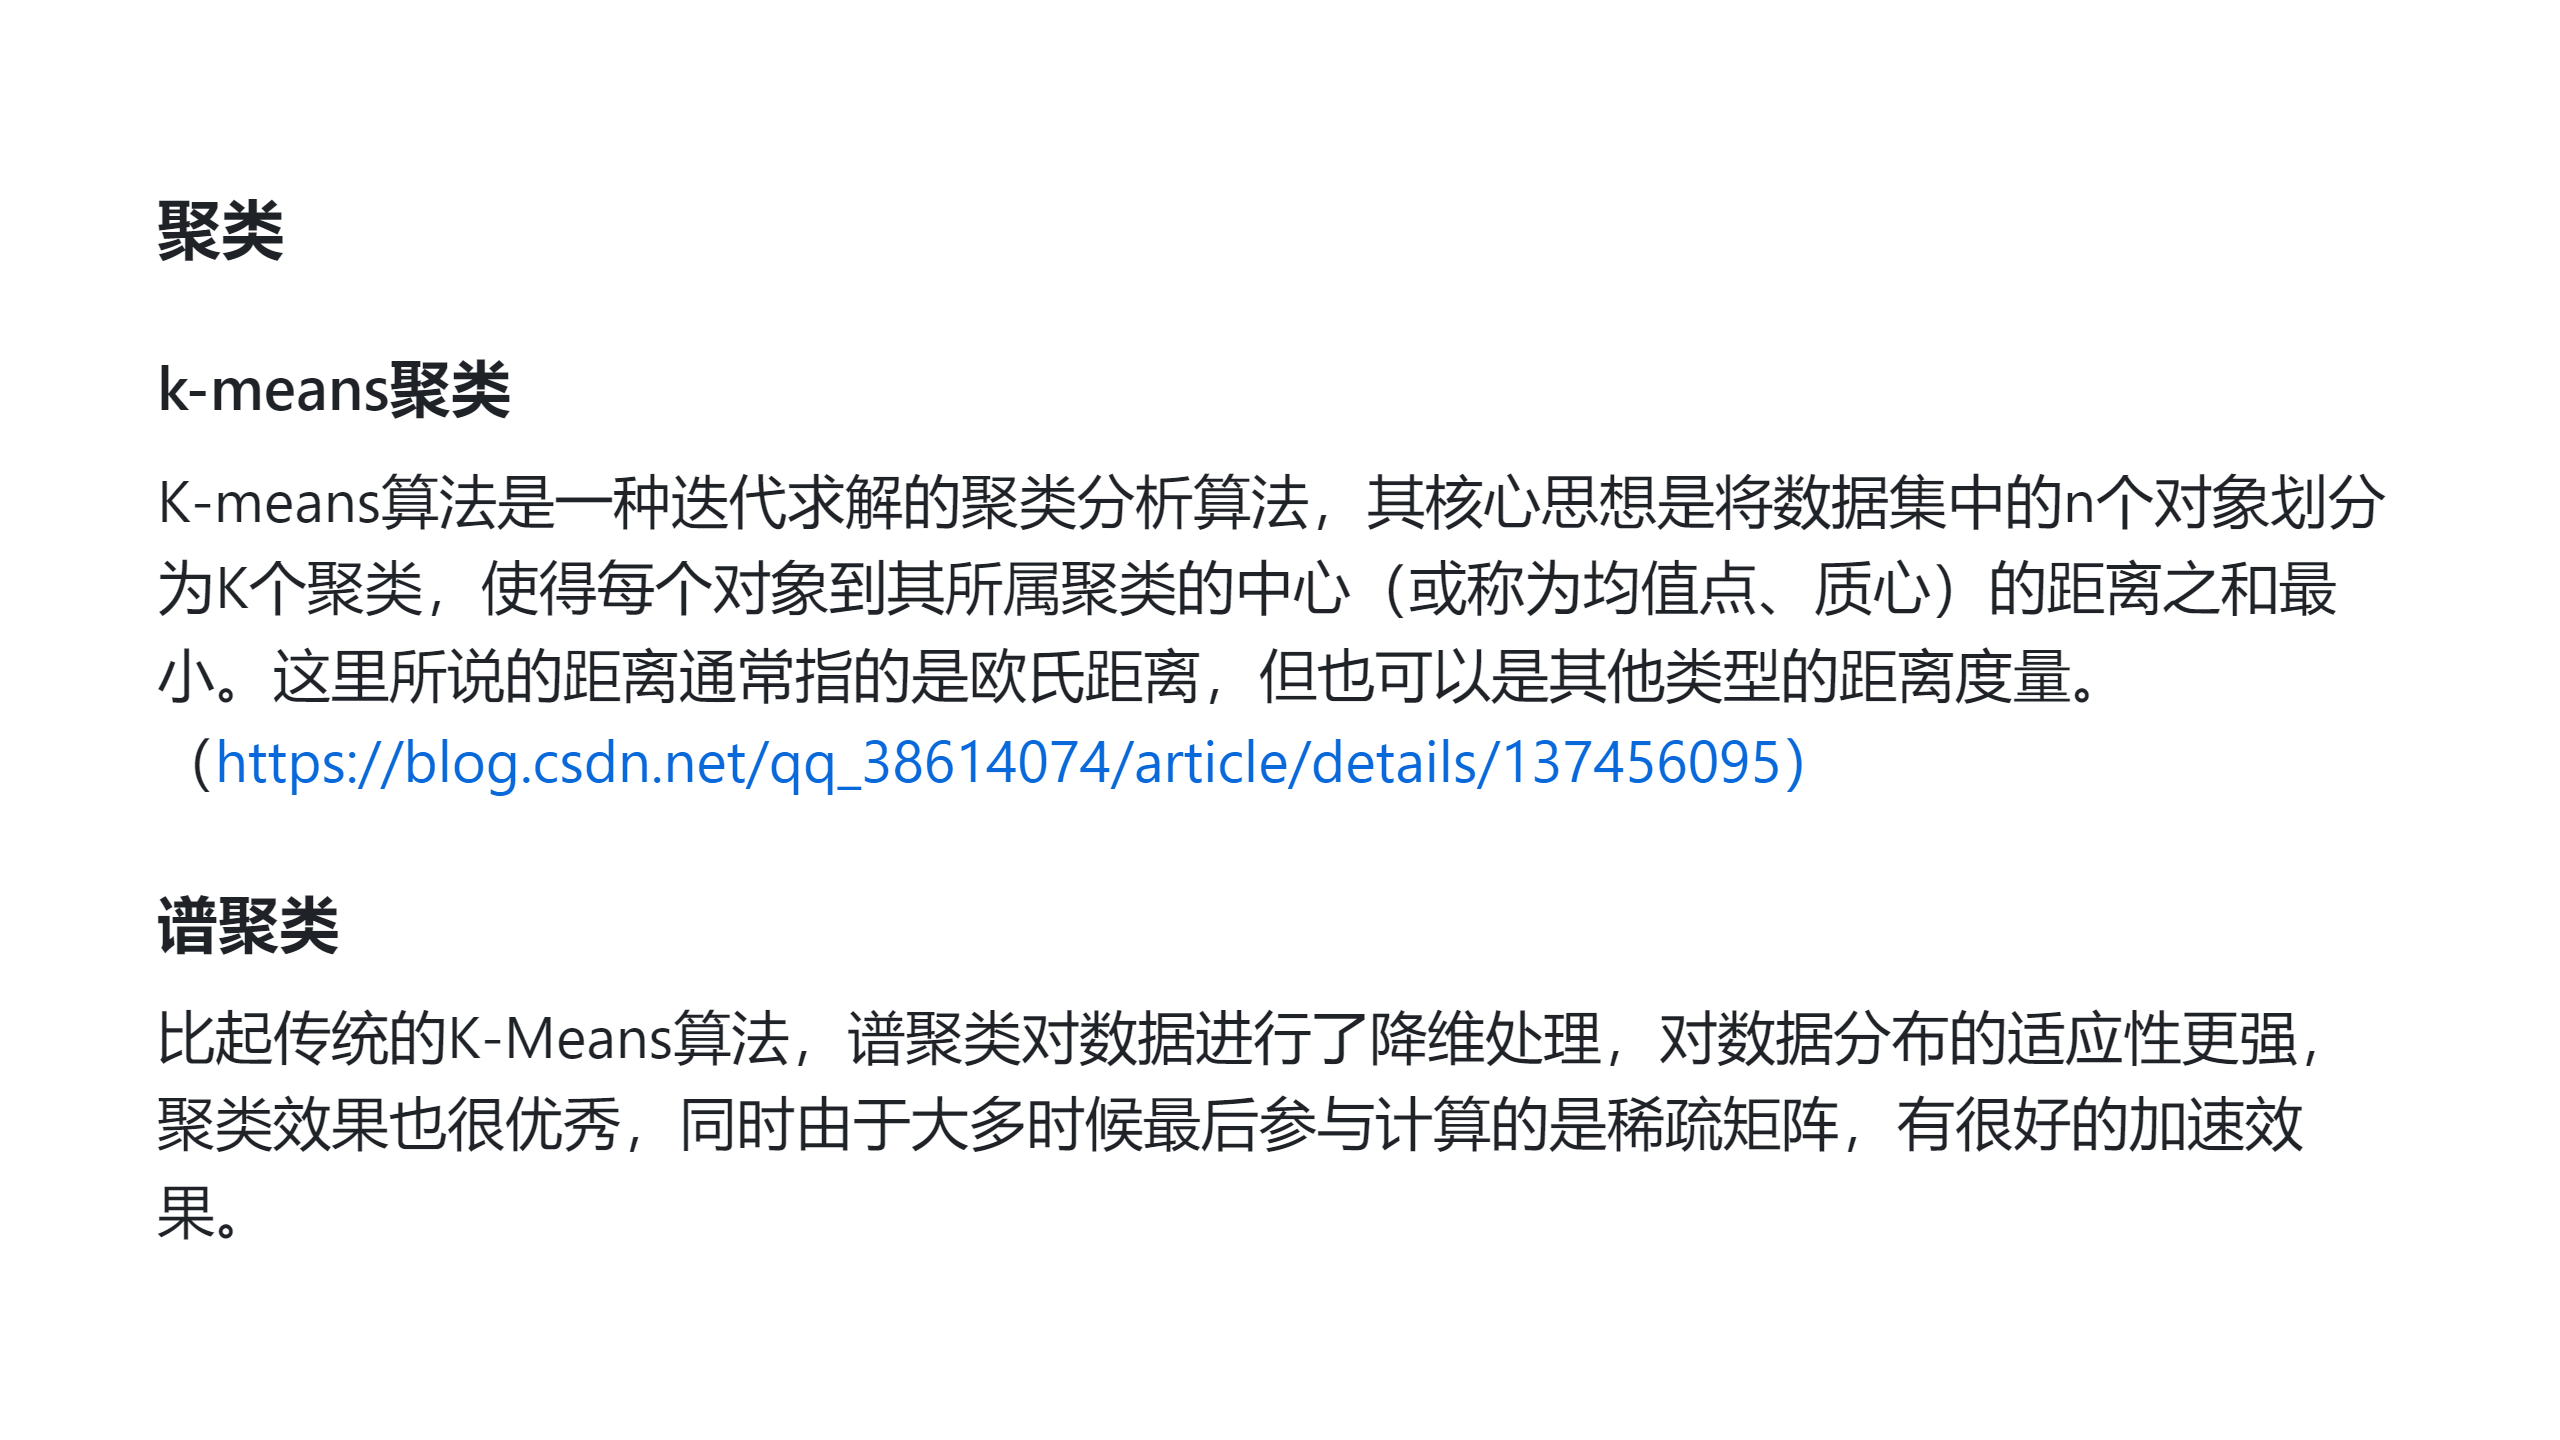 聚类
k-means聚类
K-means算法是一种迭代求解的聚类分析算法，其核心思想是将数据集中的n个对象划分
为K个聚类，使得每个对象到其所属聚类的中心（或称为均值点、质心）的距离之和最
小。这里所说的距离通常指的是欧氏距离，但也可以是其他类型的距离度量。
（https://blog.csdn.net/qq_38614074/article/details/137456095）
谱聚类
比起传统的K-Means算法，谱聚类对数据进行了降维处理，对数据分布的适应性更强，
聚类效果也很优秀，同时由于大多时候最后参与计算的是稀疏矩阵，有很好的加速效
果。